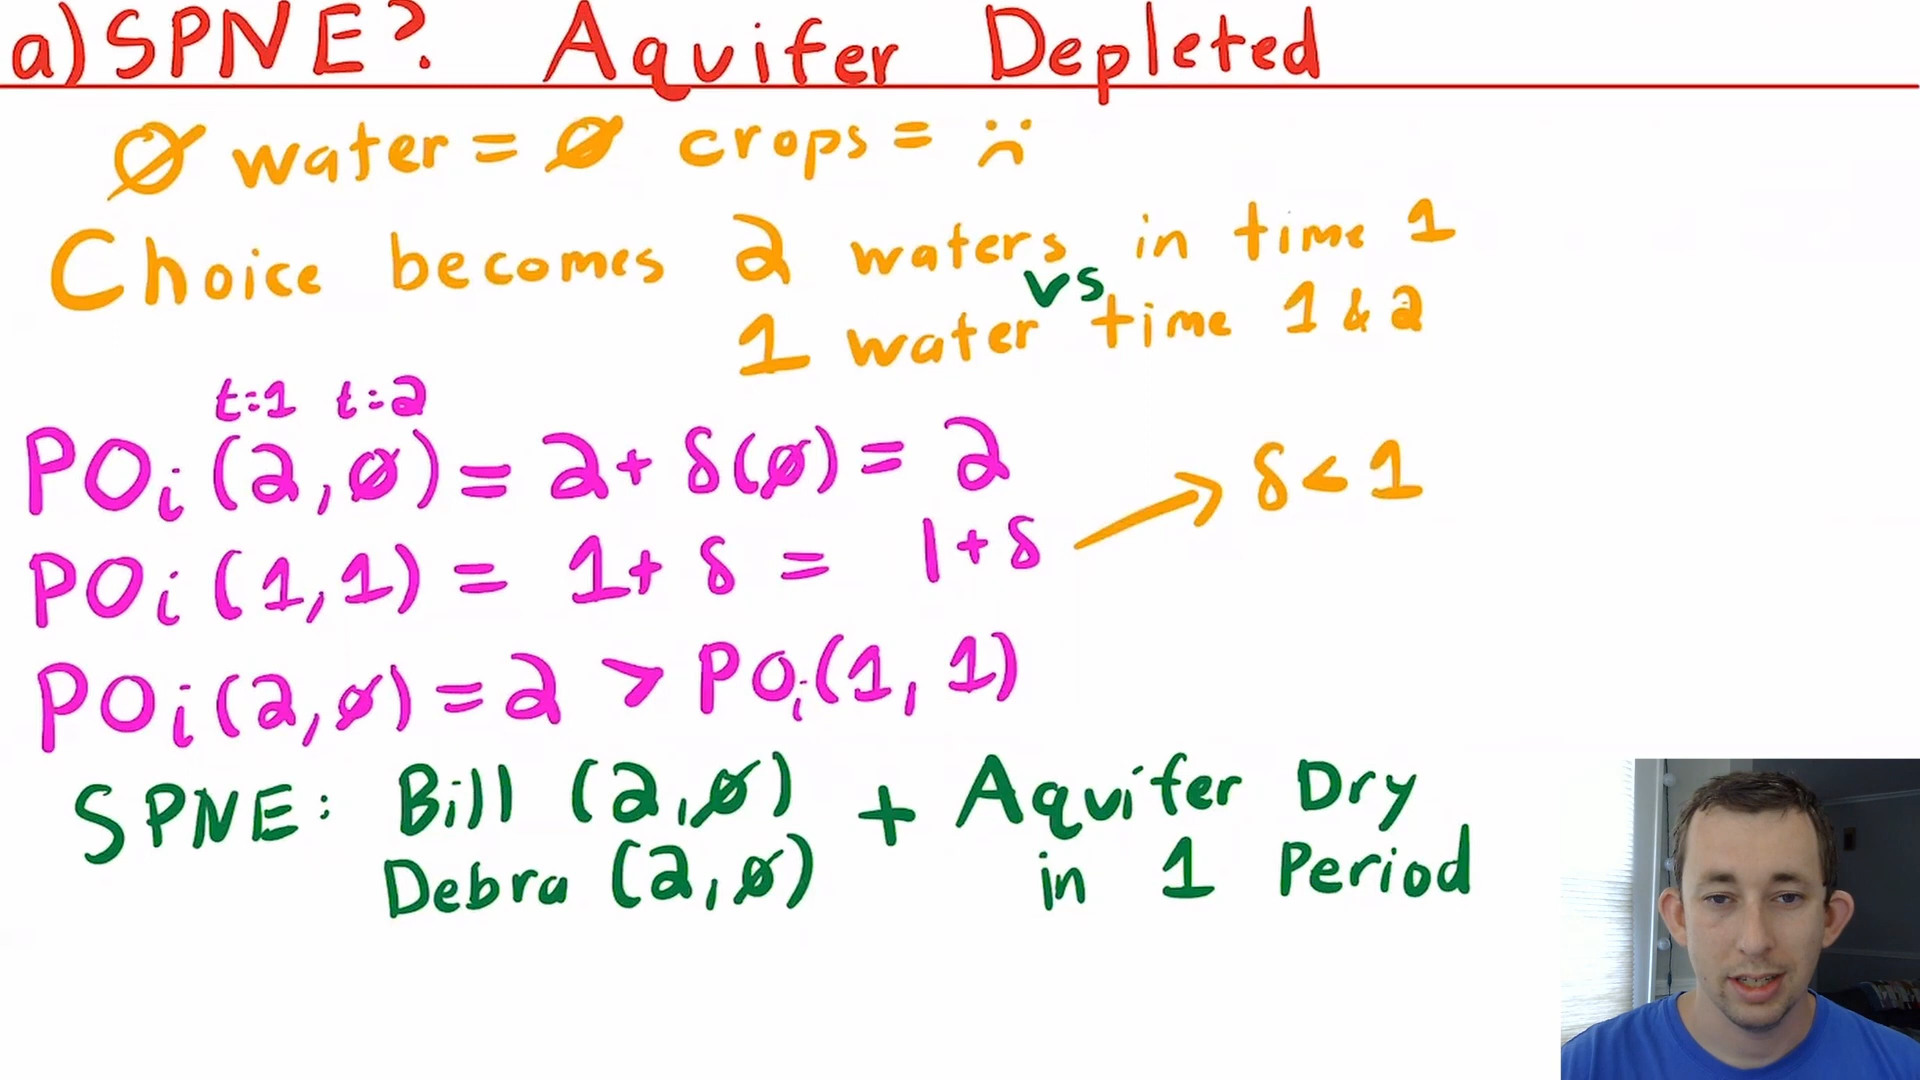 a) SPNE? Aquifer Depleted
Ø water = Ø crops = :(
Choice becomes 2 waters in time 1
vs
1 water time 1 & 2
t=1 t=2
POi (2,Ø) = 2 + δ(Ø) = 2
POi (1,1) = 1 + δ = 1+δ → δ < 1
POi (2,Ø) = 2 > POi (1,1)
SPNE: Bill (2,Ø) + Aquifer Dry
Debra (2,Ø) in 1 Period